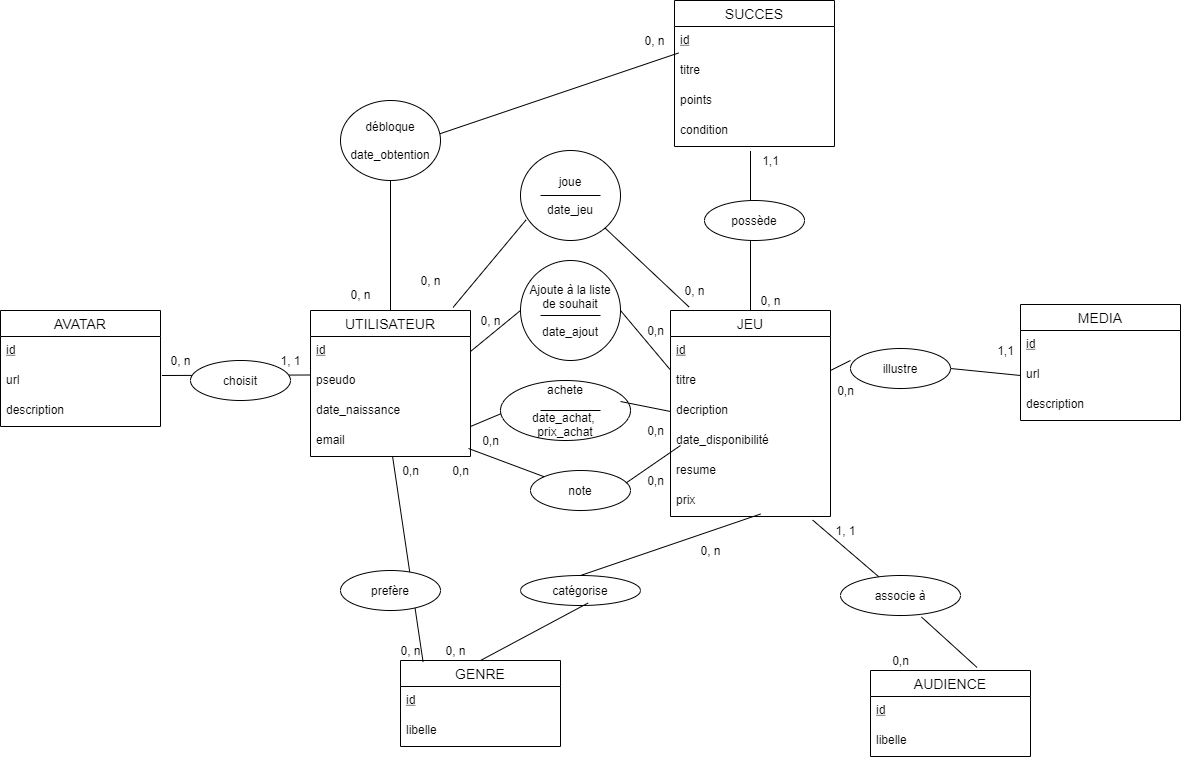 SUCCES
0, n
id
titre
points
condition
débloque
date_obtention
1,1
joue
date_jeu
possède
0, n
0, n
0, n
0, n
Ajoute à la liste
de souhait
date_ajout
0, n
0,n
AVATAR
id
url
description
0, n
choisit
1, 1
UTILISATEUR
id
pseudo
date_naissance
email
JEU
id
titre
decription
date_disponibilité
resume
prix
MEDIA
id
url
description
1,1
illustre
0,n
achete
date_achat,
prix_achat
0,n
0,n
0,n
0,n
note
0,n
1, 1
0, n
prefère
catégorise
associe à
0, n
0, n
0,n
GENRE
id
libelle
AUDIENCE
id
libelle